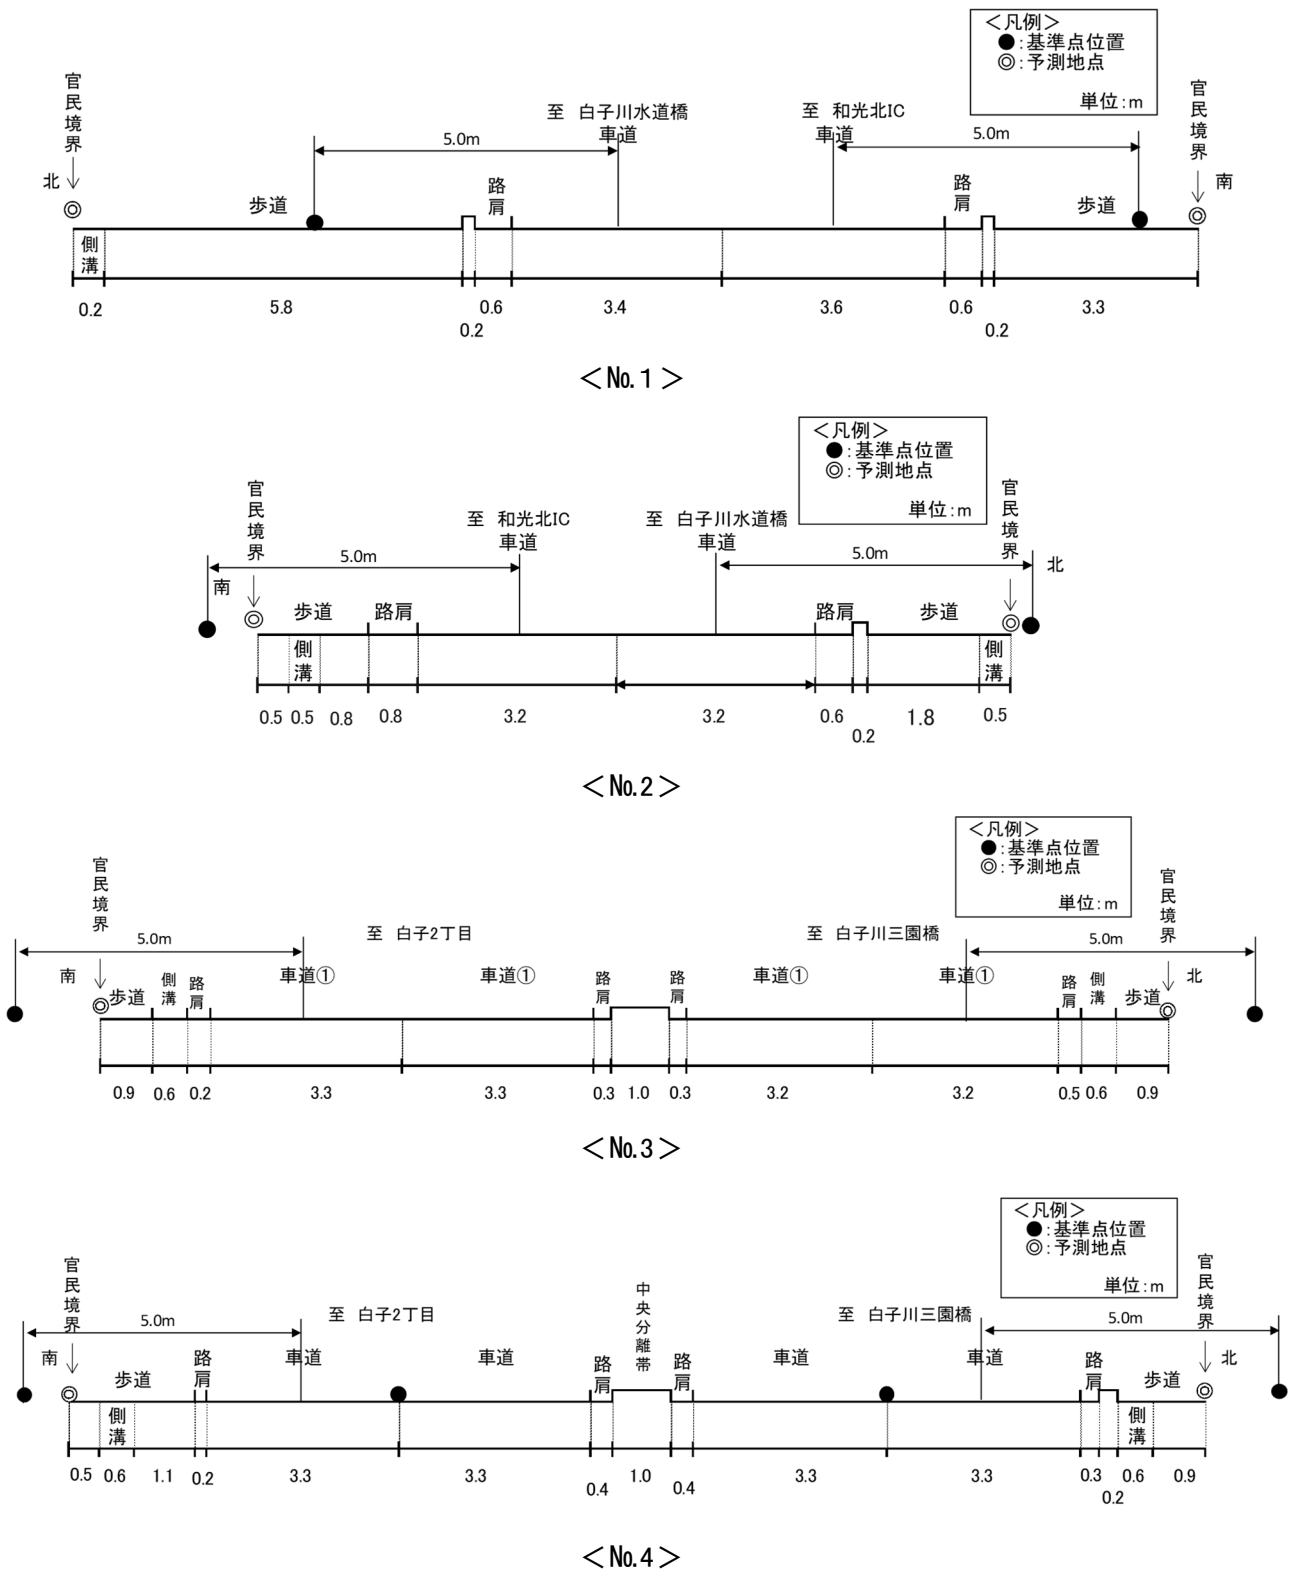 <凡例>
●:基準点位置
◎:予測地点
単位:m
官民境界
官民境界
至 白子川水道橋
車道
至 和光北IC
車道
5.0m
5.0m
北
南
歩道
路肩
路肩
歩道
側溝
0.2
5.8
0.2
0.6
3.4
3.6
0.6
0.2
3.3
<No.1>
<凡例>
●:基準点位置
◎:予測地点
単位:m
官民境界
官民境界
至 和光北IC
車道
至 白子川水道橋
車道
5.0m
5.0m
南
北
歩道
路肩
路肩
歩道
側溝
側溝
0.5
0.5
0.8
0.8
3.2
3.2
0.6
0.2
1.8
0.5
<No.2>
<凡例>
●:基準点位置
◎:予測地点
単位:m
官民境界
官民境界
5.0m
至 白子2丁目
至 白子川三園橋
5.0m
南
歩道
側溝
路肩
車道①
車道①
路肩
路肩
車道①
車道①
路肩
側溝
歩道
北
0.9
0.6
0.2
3.3
3.3
0.3
1.0
0.3
3.2
3.2
0.5
0.6
0.9
<No.3>
<凡例>
●:基準点位置
◎:予測地点
単位:m
官民境界
中央分離帯
官民境界
5.0m
至 白子2丁目
至 白子川三園橋
5.0m
南
歩道
路肩
車道
車道
路肩
路肩
車道
車道
路肩
歩道
北
側溝
側溝
0.5
0.6
1.1
0.2
3.3
3.3
0.4
1.0
0.4
3.3
3.3
0.3
0.2
0.6
0.9
<No.4>